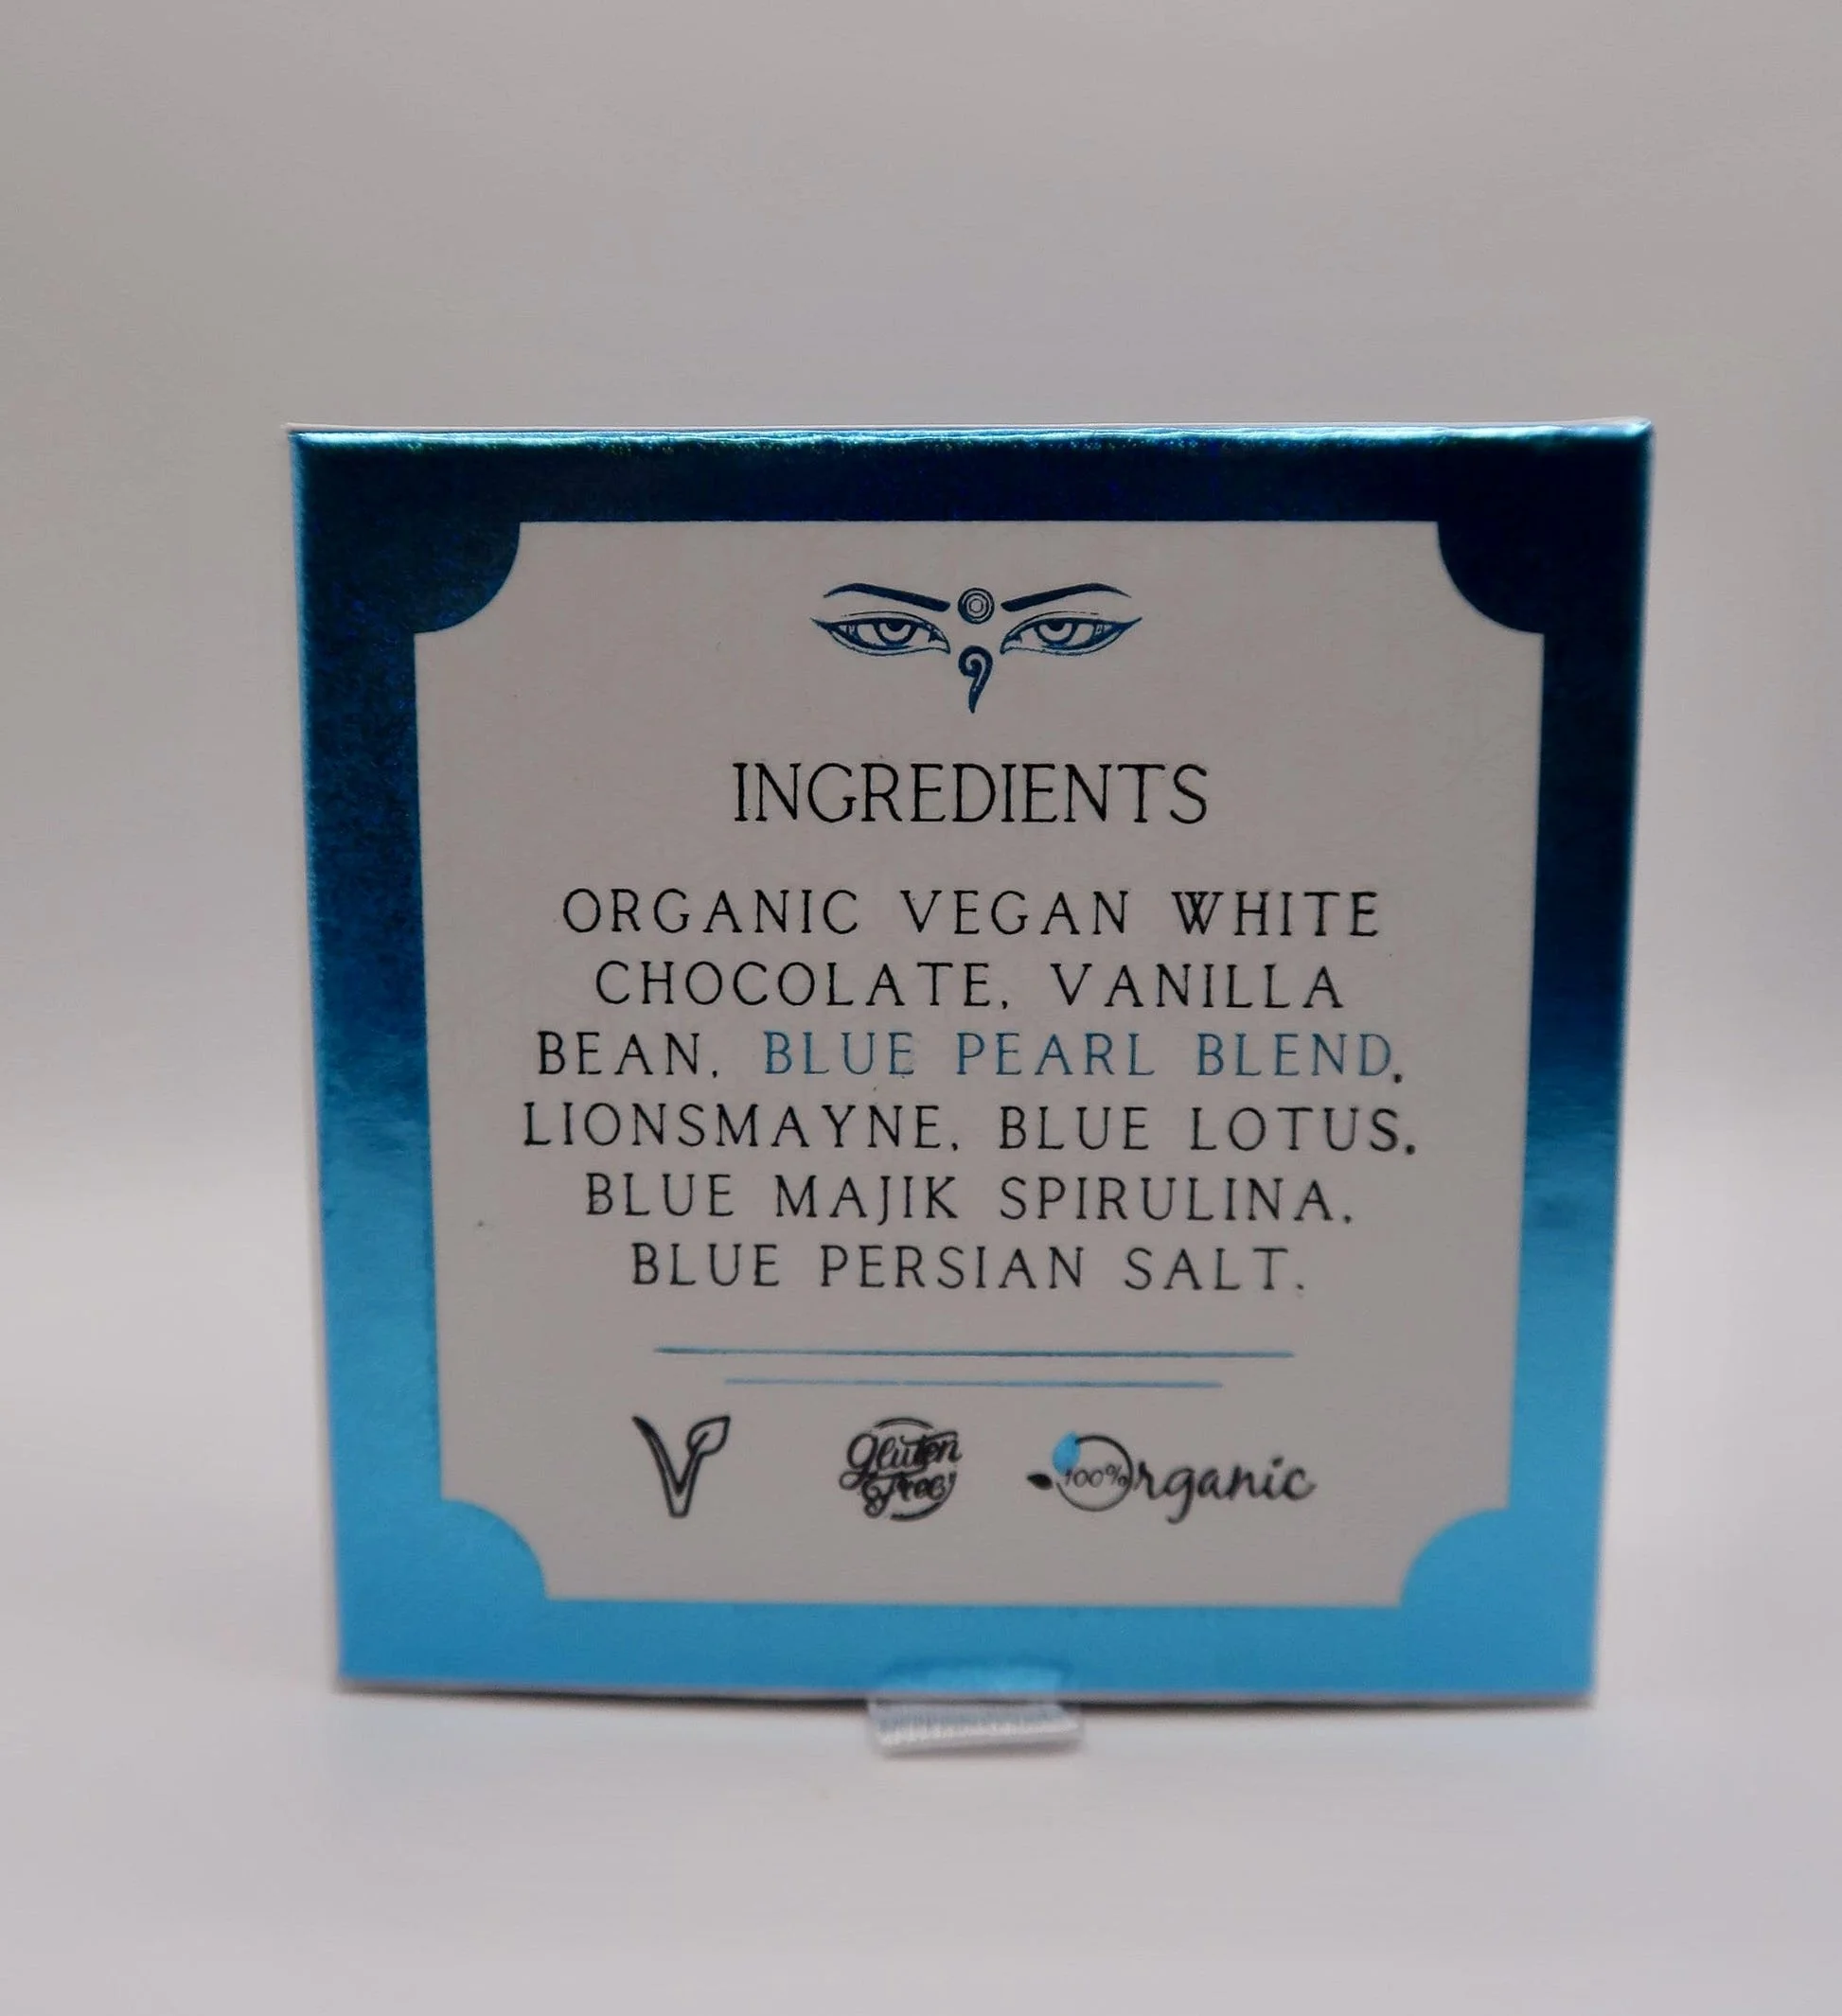 INGREDIENTS
ORGANIC VEGAN WHITE
CHOCOLATE, VANILLA
BEAN, BLUE PEARL BLEND,
LIONSMAYNE, BLUE LOTUS,
BLUE MAJIK SPIRULINA,
BLUE PERSIAN SALT.
V gluten free 100% Organic